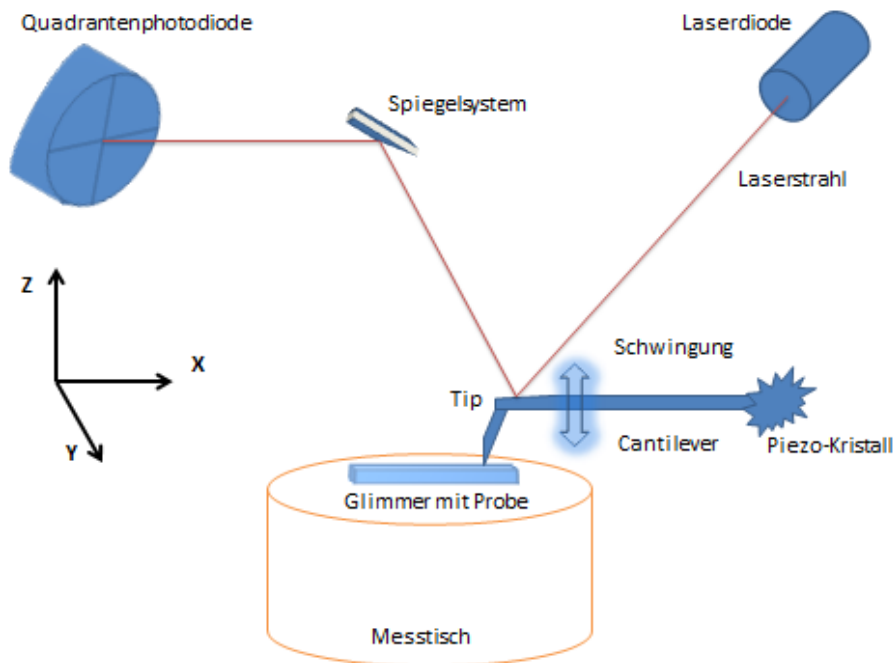 Quadrantenphotodiode
Laserdiode
Spiegelsystem
Laserstrahl
Z
X
Y
Schwingung
Tip
Cantilever
Piezo-Kristall
Glimmer mit Probe
Messtisch